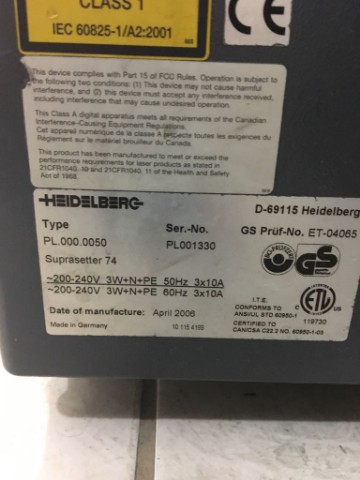 CLASS 1
IEC 60825-1/A2:2001
CE
This device complies with Part 15 of FCC Rules. Operation is subject to
the following two conditions: (1) This device may not cause harmful
interference, and (2) this device must accept any interference received,
including interference that may cause undesired operation.
This Class A digital apparatus meets all requirements of the Canadian
Interference-Causing Equipment Regulations.
Cet appareil numérique de la classe A respecte toutes les exigences du
Règlement sur le matériel brouilleur du Canada.
This product has been manufactured to meet or exceed the
performance requirements for laser products as stated in
21CFR1040. 10 and 21CFR1040. 11 of the Health and Safety
Act of 1968.
HEIDELBERG
D-69115 Heidelberg
Type
Ser.-No.
GS Prüf-No. ET-04065
PL.000.0050
PL001330
Suprasetter 74
~200-240V 3W+N+PE 50Hz 3x10A
~200-240V 3W+N+PE 60Hz 3x10A
Date of manufacture: April 2006
Made in Germany
GS
I.T.E.
CONFORMS TO
ANSI/UL STD 60950-1
CERTIFIED TO
CAN/CSA C22.2 NO. 60950-1-03
ETL
C
US
119730